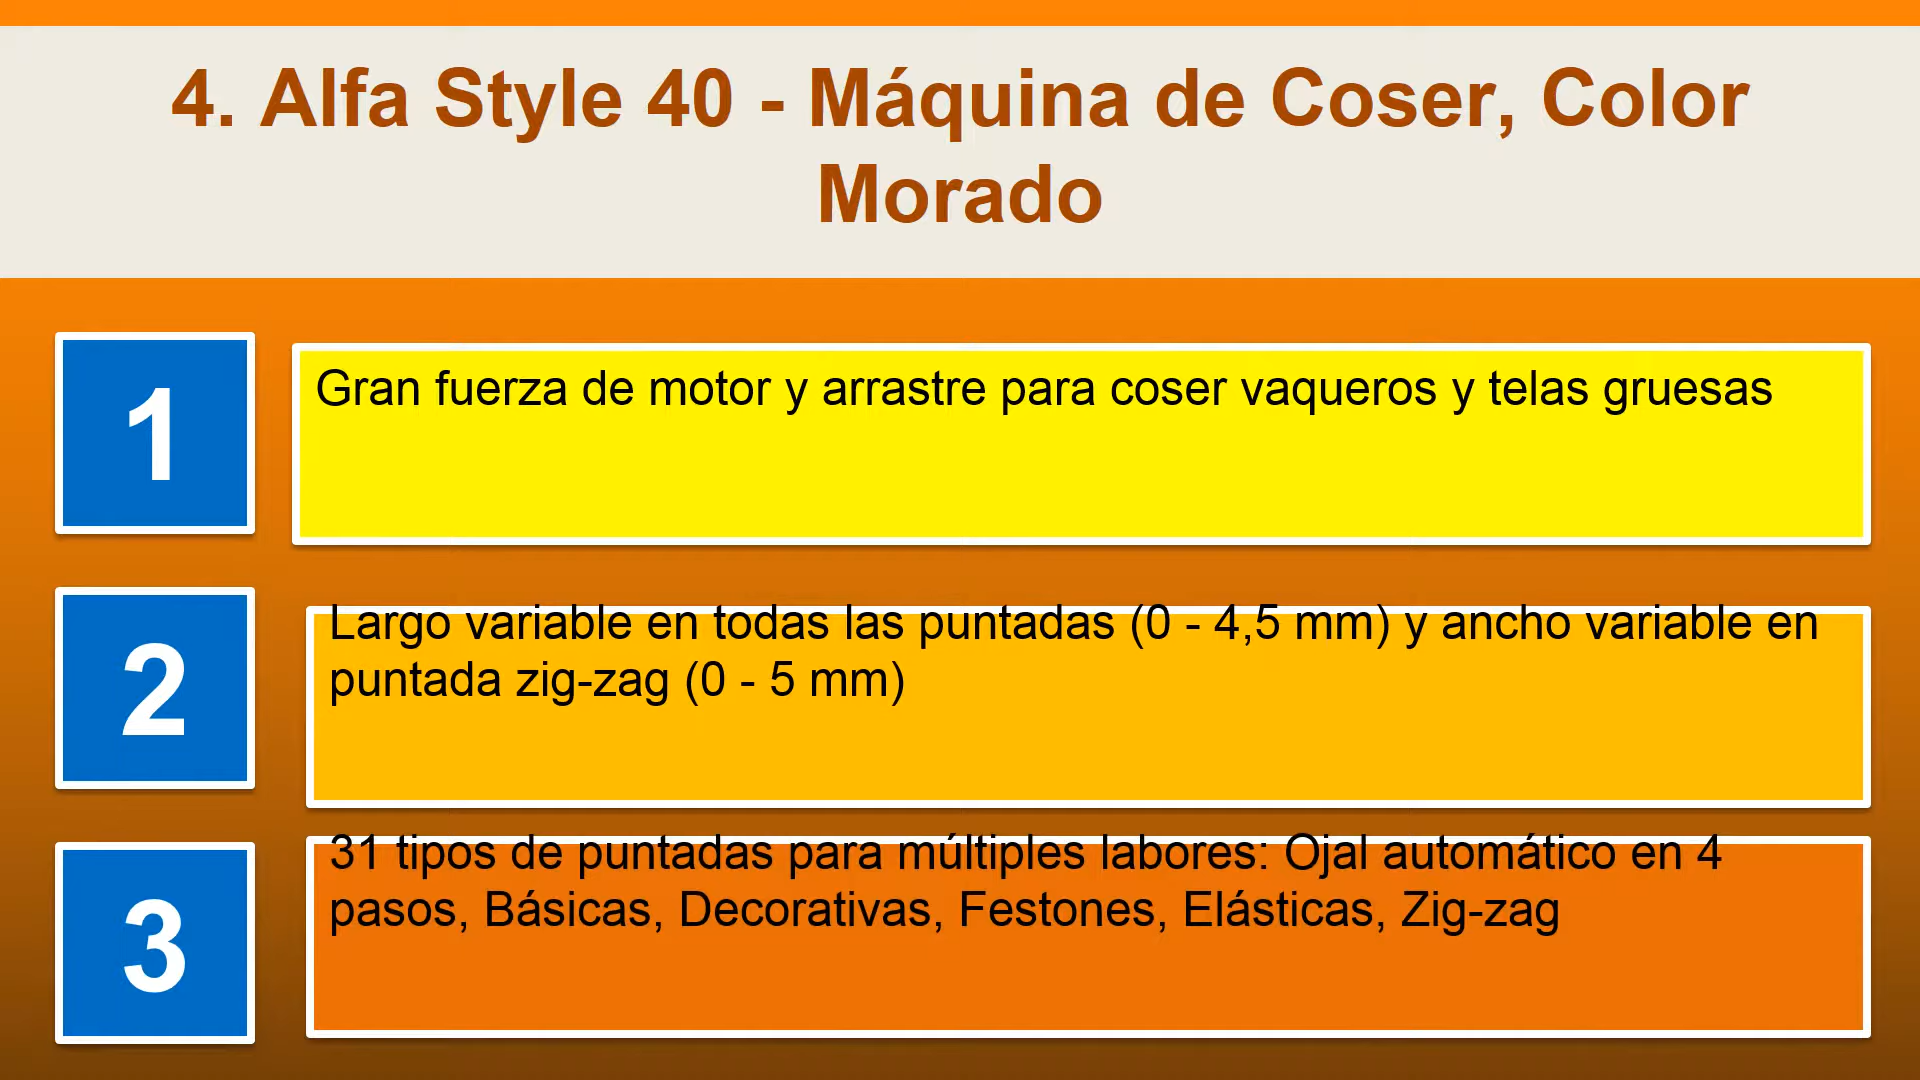 4. Alfa Style 40 - Máquina de Coser, Color
Morado
1
Gran fuerza de motor y arrastre para coser vaqueros y telas gruesas
2
Largo variable en todas las puntadas (0 - 4,5 mm) y ancho variable en
puntada zig-zag (0 - 5 mm)
3
31 tipos de puntadas para múltiples labores: Ojal automático en 4
pasos, Básicas, Decorativas, Festones, Elásticas, Zig-zag